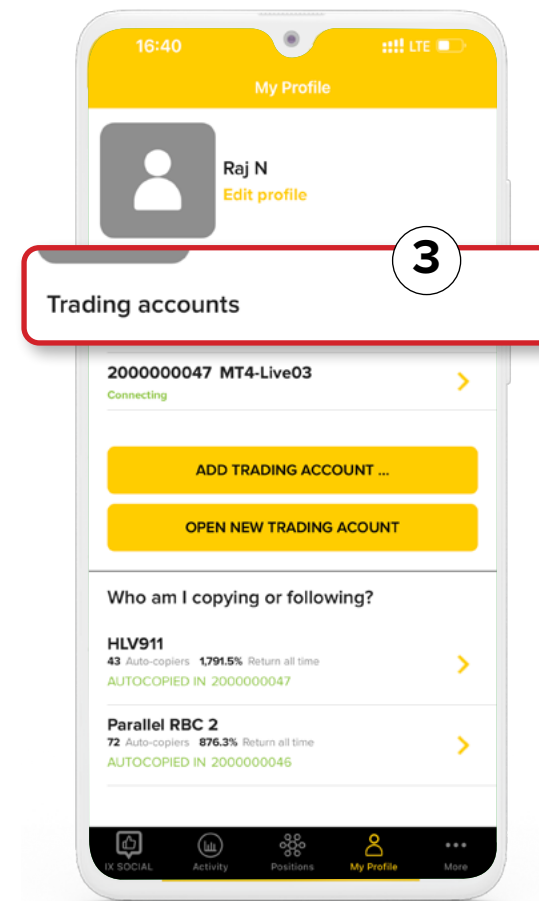 16:40 LTE
My Profile
Raj N
Edit profile
3
Trading accounts
2000000047 MT4-Live03
Connecting
ADD TRADING ACCOUNT ...
OPEN NEW TRADING ACOUNT
Who am I copying or following?
HLV911
43 Auto-copiers 1,791.5% Return all time
AUTOCOPIED IN 2000000047
Parallel RBC 2
72 Auto-copiers 876.3% Return all time
AUTOCOPIED IN 2000000046
IX SOCIAL Activity Positions My Profile More